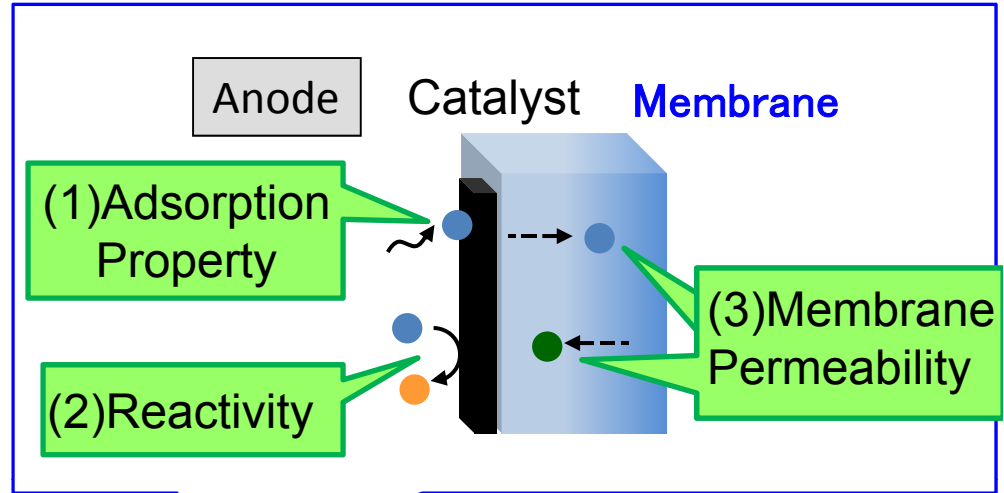 Anode
Catalyst
Membrane
(1)Adsorption
Property
(2)Reactivity
(3)Membrane
Permeability